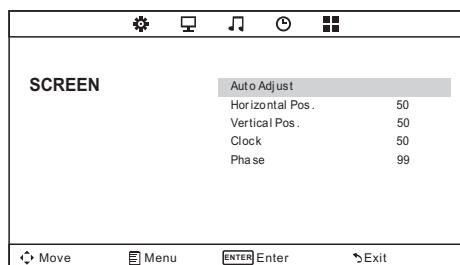 SCREEN
Auto Adjust
Horizontal Pos. 50
Vertical Pos. 50
Clock 50
Phase 99
Move Menu ENTER Enter Exit